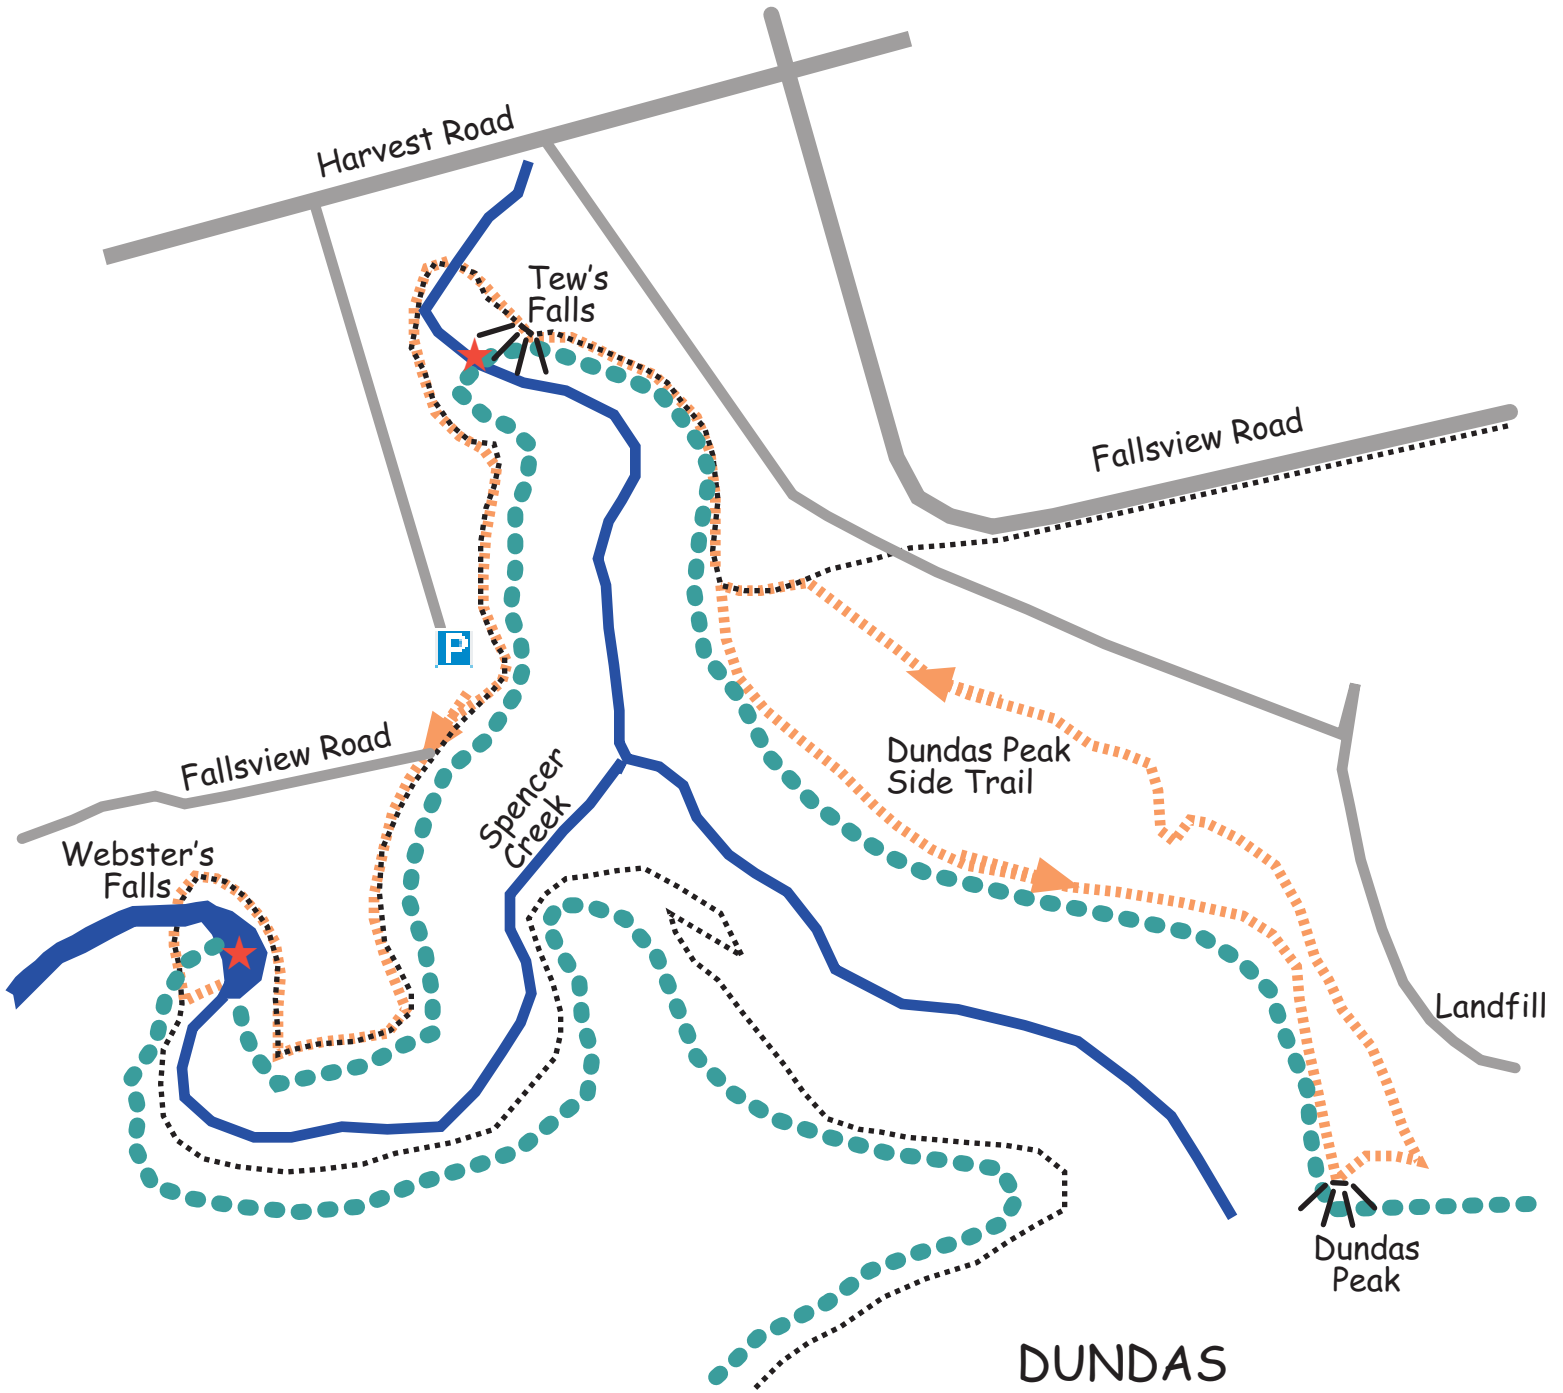 Harvest Road
Tew's
Falls
Fallsview Road
P
Fallsview Road
Dundas Peak
Side Trail
Spencer
Creek
Webster's
Falls
Landfill
Dundas
Peak
DUNDAS